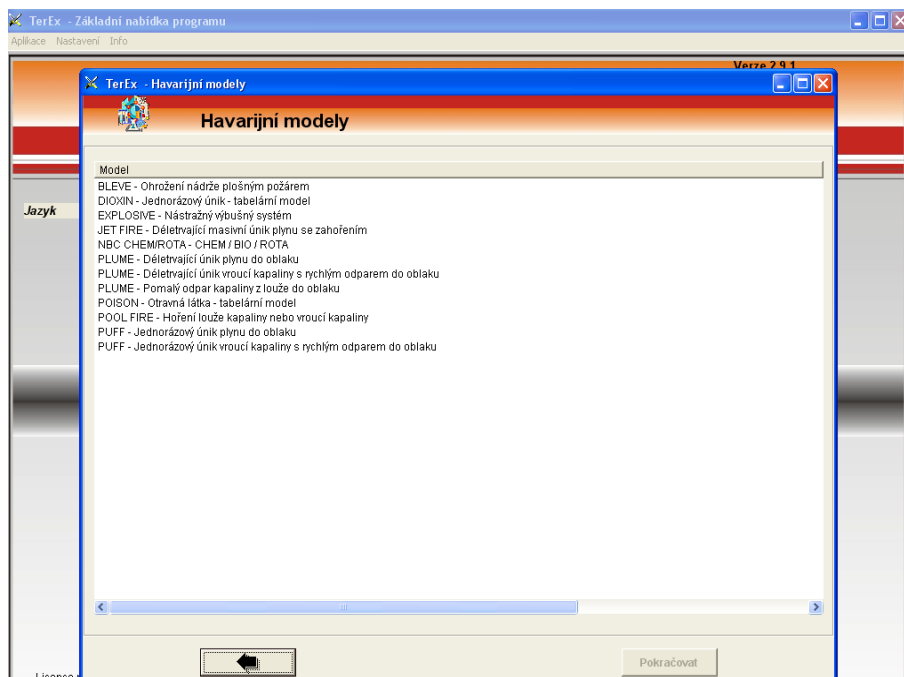 TerEx - Základní nabídka programu
Aplikace Nastavení Info
Verze 2.9.1
TerEx - Havarijní modely
Havarijní modely
Model
BLEVE - Ohrožení nádrže plošným požárem
DIOXIN - Jednorázový únik - tabelární model
EXPLOSIVE - Nástražný výbušný systém
JET FIRE - Déletrvající masivní únik plynu se zahořením
NBC CHEM/ROTA - CHEM / BIO / ROTA
PLUME - Déletrvající únik plynu do oblaku
PLUME - Déletrvající únik vroucí kapaliny s rychlým odparem do oblaku
PLUME - Pomalý odpar kapaliny z louže do oblaku
POISON - Otravná látka - tabelární model
POOL FIRE - Hoření louže kapaliny nebo vroucí kapaliny
PUFF - Jednorázový únik plynu do oblaku
PUFF - Jednorázový únik vroucí kapaliny s rychlým odparem do oblaku
Jazyk
Pokračovat